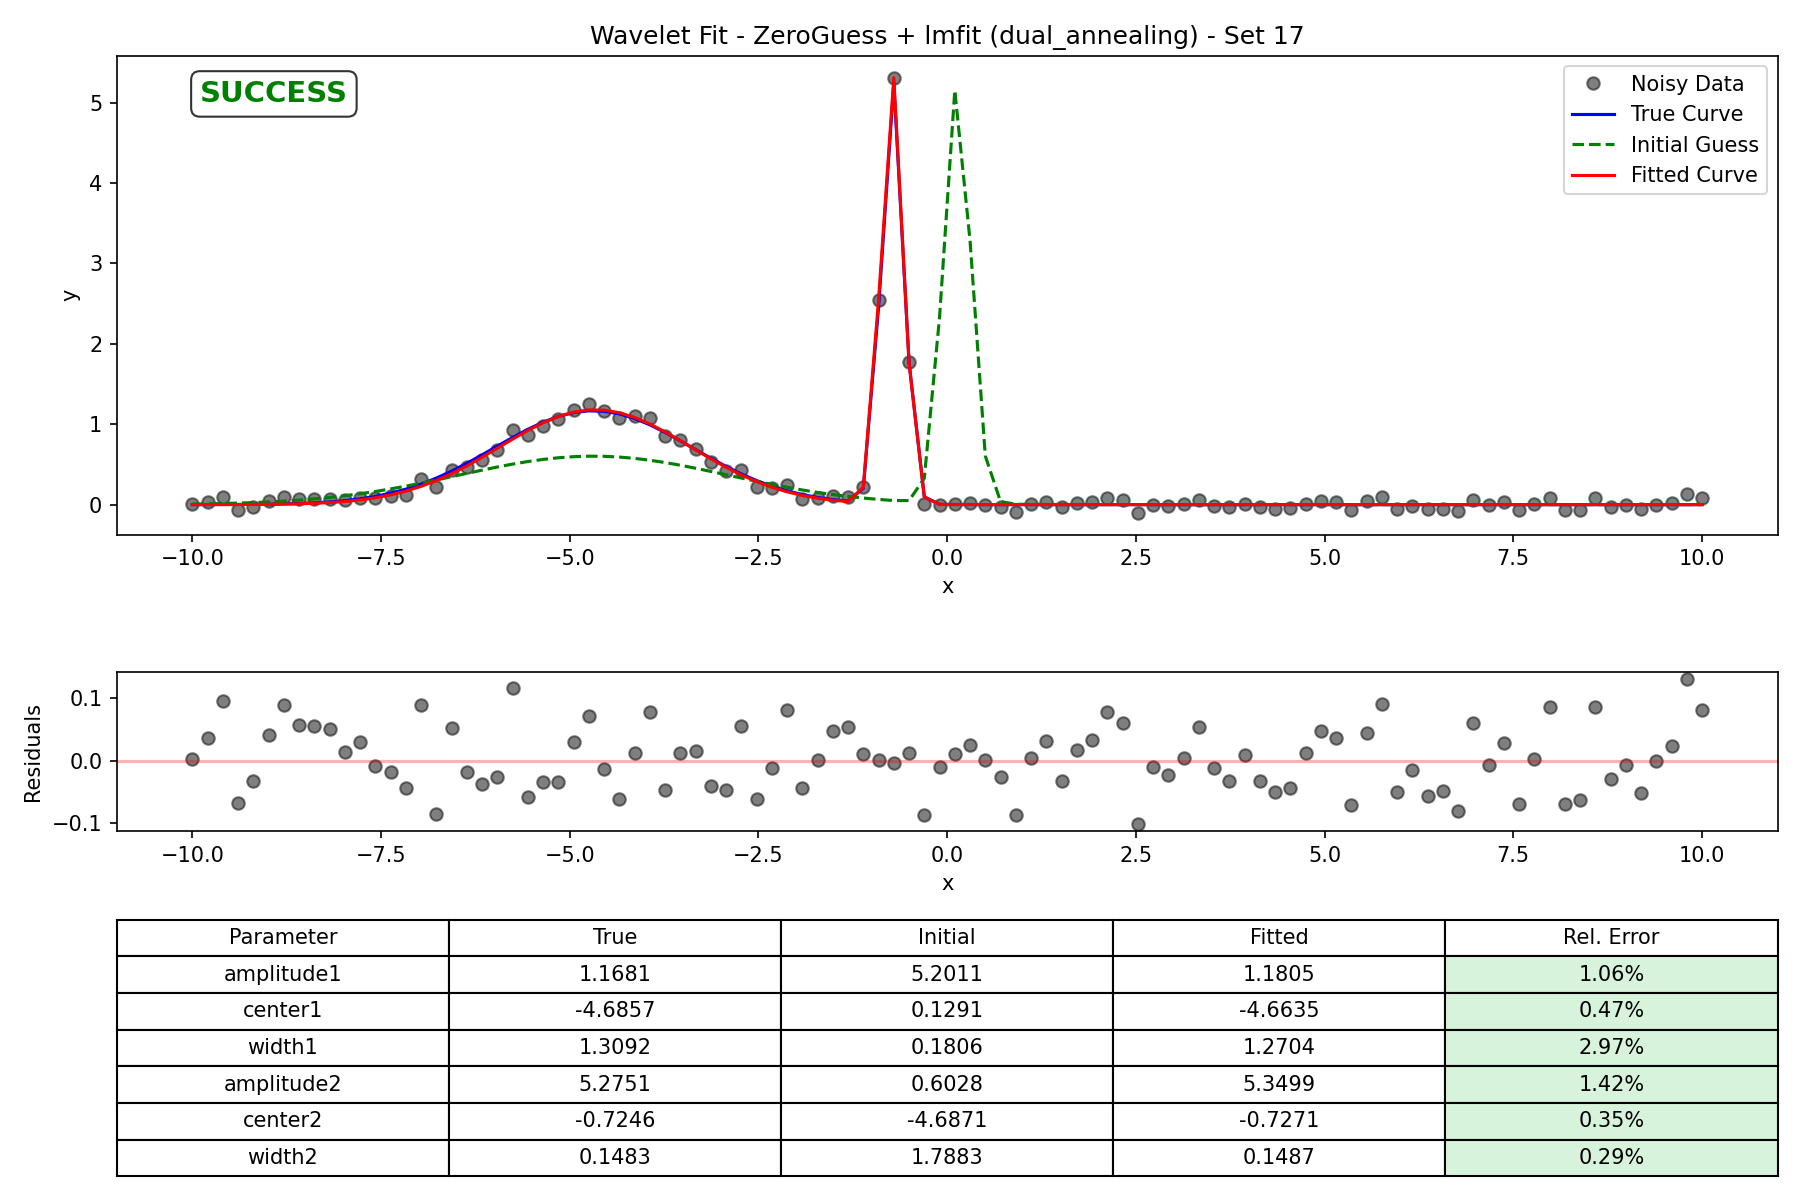 Wavelet Fit - ZeroGuess + lmfit (dual_annealing) - Set 17
SUCCESS
Noisy Data
True Curve
Initial Guess
Fitted Curve
y
5
4
3
2
1
0
−10.0 −7.5 −5.0 −2.5 0.0 2.5 5.0 7.5 10.0
x
Residuals
0.1
0.0
−0.1
−10.0 −7.5 −5.0 −2.5 0.0 2.5 5.0 7.5 10.0
x
Parameter True Initial Fitted Rel. Error
amplitude1 1.1681 5.2011 1.1805 1.06%
center1 -4.6857 0.1291 -4.6635 0.47%
width1 1.3092 0.1806 1.2704 2.97%
amplitude2 5.2751 0.6028 5.3499 1.42%
center2 -0.7246 -4.6871 -0.7271 0.35%
width2 0.1483 1.7883 0.1487 0.29%